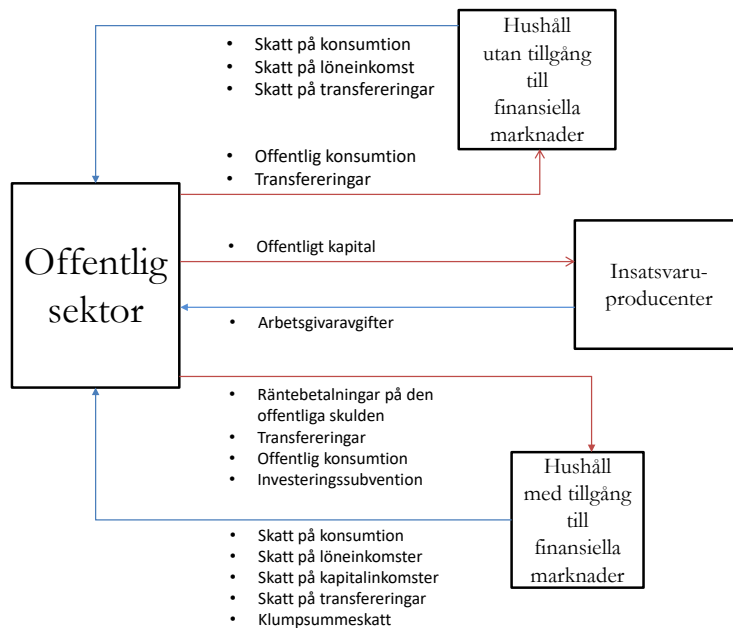 Hushåll
utan tillgång
till
finansiella
marknader
• Skatt på konsumtion
• Skatt på löneinkomst
• Skatt på transfereringar
• Offentlig konsumtion
• Transfereringar
Offentlig
sektor
• Offentligt kapital
Insatsvaru-
producenter
• Arbetsgivaravgifter
• Räntebetalningar på den
offentliga skulden
• Transfereringar
• Offentlig konsumtion
• Investeringssubvention
Hushåll
med tillgång
till
finansiella
marknader
• Skatt på konsumtion
• Skatt på löneinkomster
• Skatt på kapitalinkomster
• Skatt på transfereringar
• Klumpsummeskatt